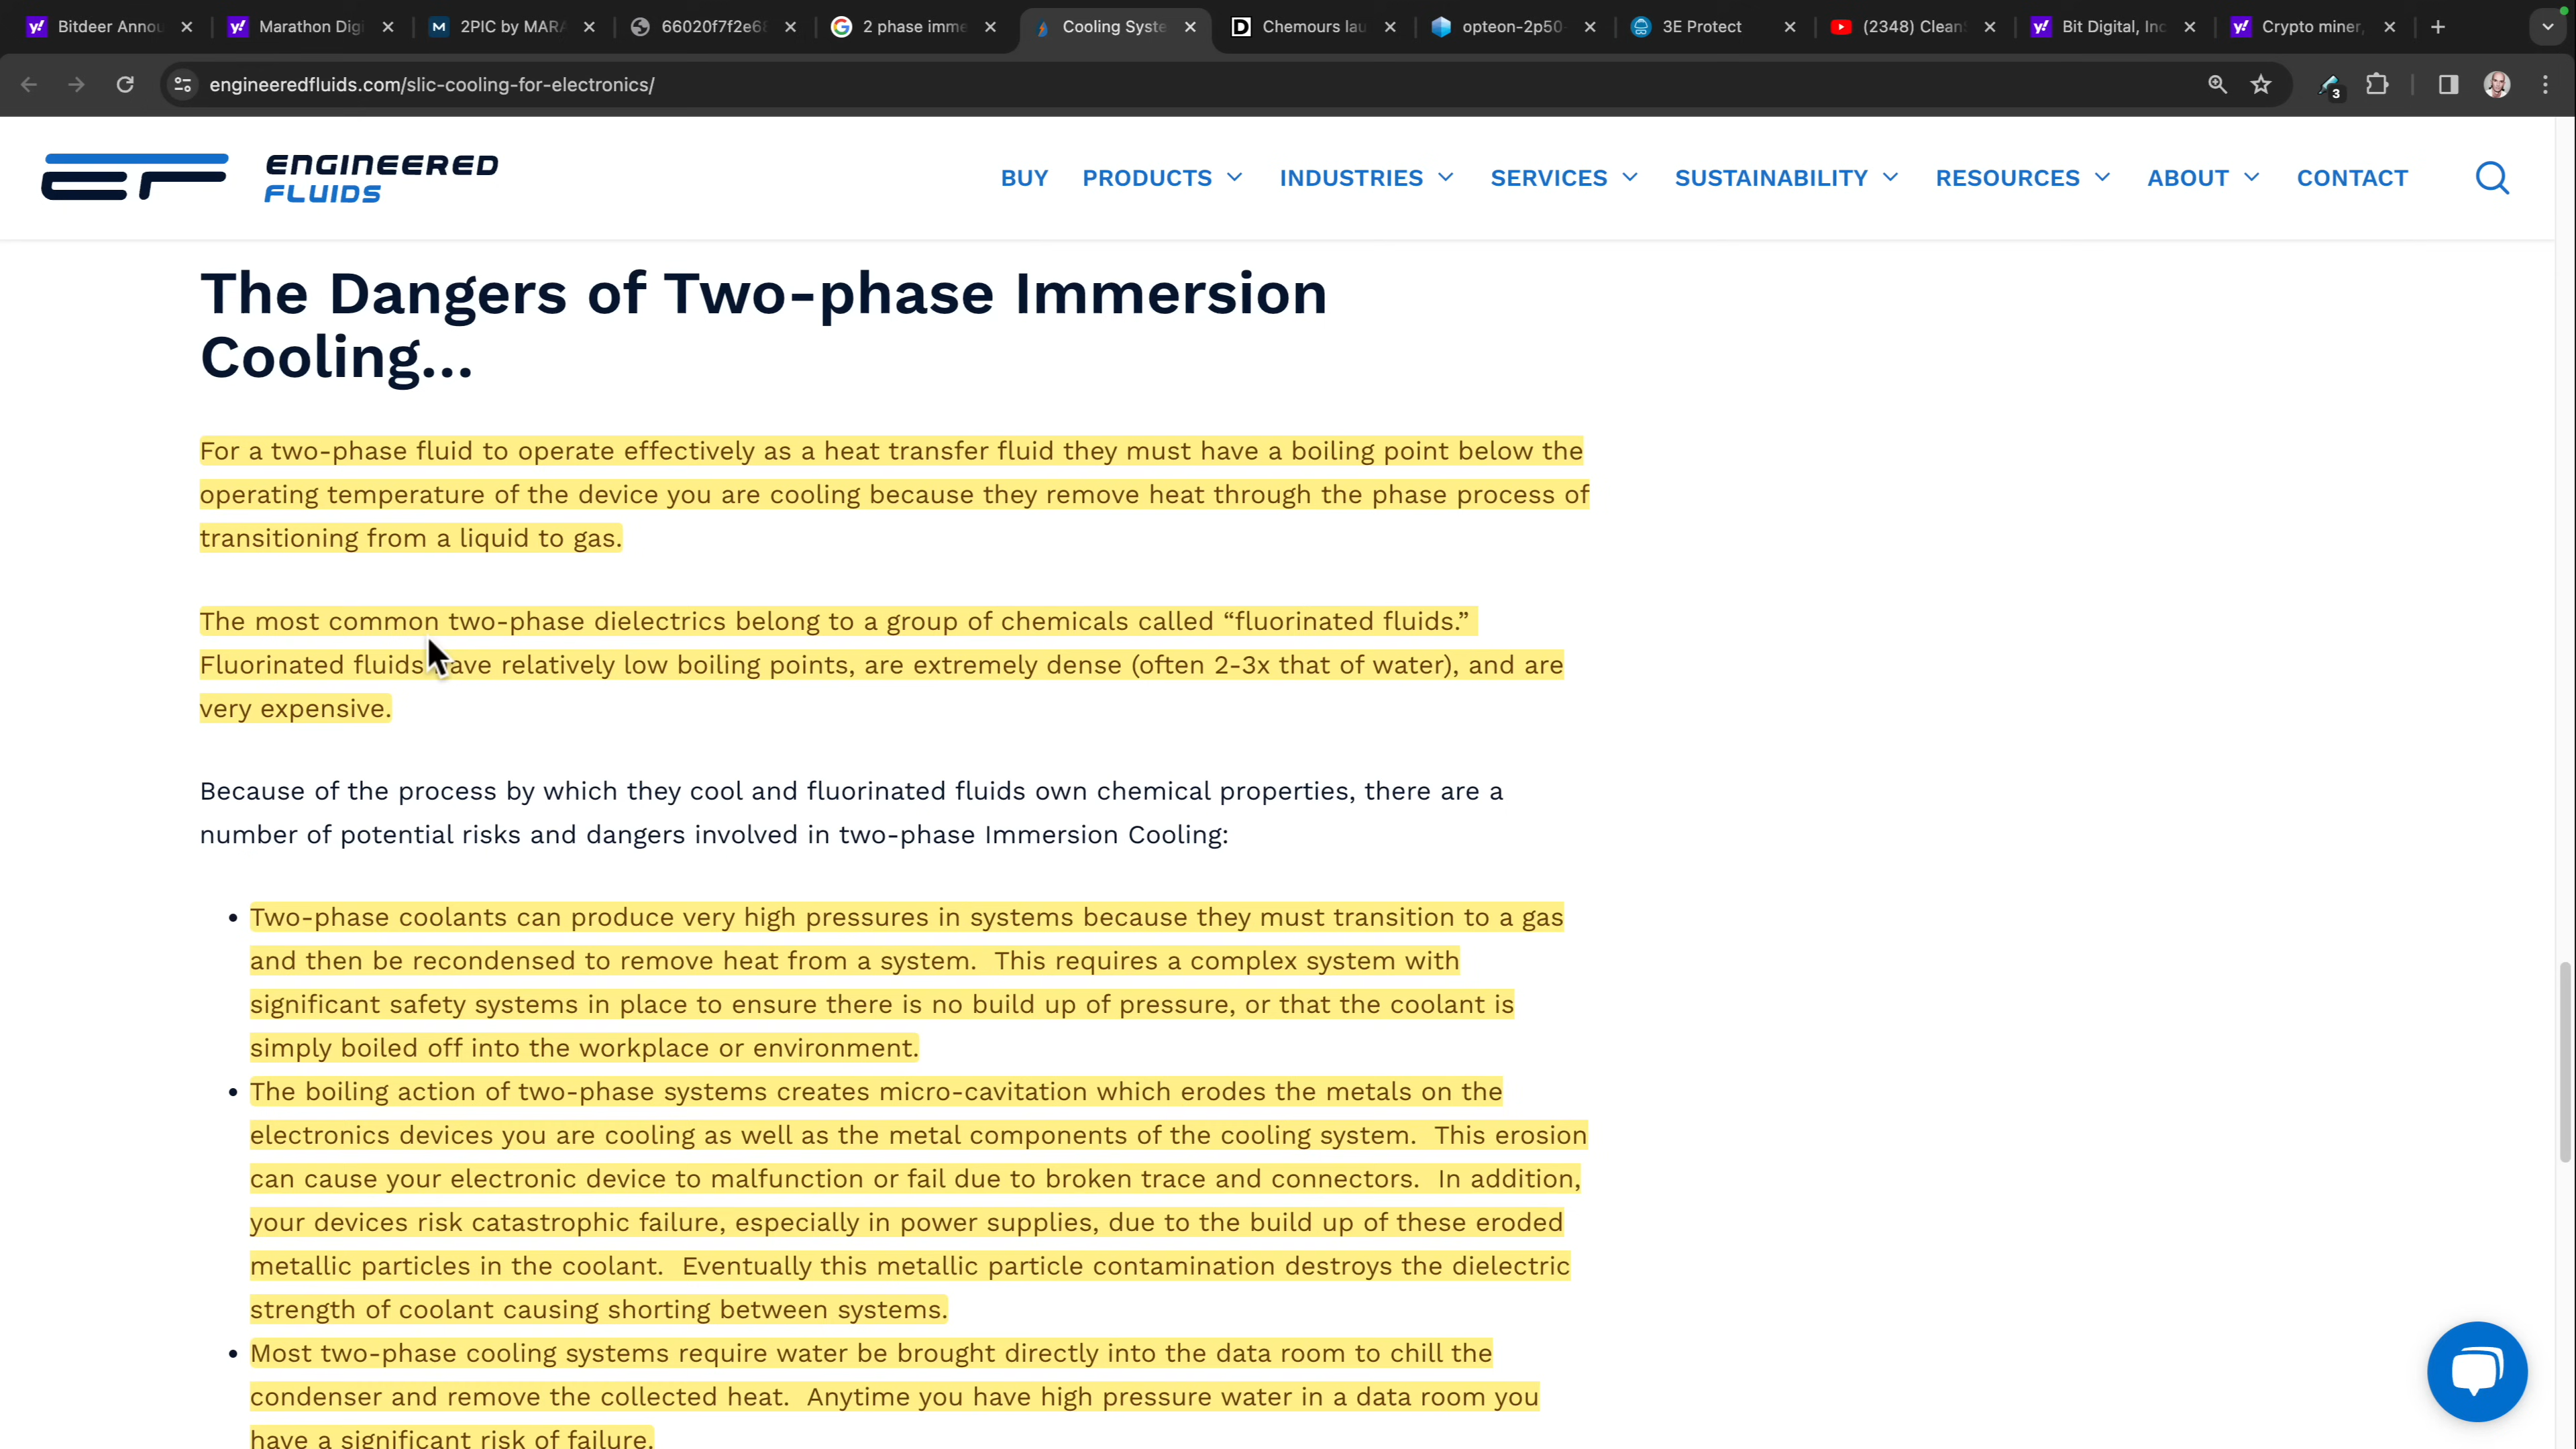 Bitdeer Annou
Marathon Dig
2PIC by MARA
66020f7f2e68
2 phase imme
Cooling Syste
Chemours lau
opteon-2p50-
3E Protect
(2348) Clean
Bit Digital, Inc
Crypto miner,
engineeredfluids.com/slic-cooling-for-electronics/
3
ENGINEERED
FLUIDS
BUY PRODUCTS INDUSTRIES SERVICES SUSTAINABILITY RESOURCES ABOUT CONTACT
The Dangers of Two-phase Immersion
Cooling...
For a two-phase fluid to operate effectively as a heat transfer fluid they must have a boiling point below the
operating temperature of the device you are cooling because they remove heat through the phase process of
transitioning from a liquid to gas.
The most common two-phase dielectrics belong to a group of chemicals called “fluorinated fluids.”
Fluorinated fluids ave relatively low boiling points, are extremely dense (often 2-3x that of water), and are
very expensive.
Because of the process by which they cool and fluorinated fluids own chemical properties, there are a
number of potential risks and dangers involved in two-phase Immersion Cooling:
• Two-phase coolants can produce very high pressures in systems because they must transition to a gas
and then be recondensed to remove heat from a system. This requires a complex system with
significant safety systems in place to ensure there is no build up of pressure, or that the coolant is
simply boiled off into the workplace or environment.
• The boiling action of two-phase systems creates micro-cavitation which erodes the metals on the
electronics devices you are cooling as well as the metal components of the cooling system. This erosion
can cause your electronic device to malfunction or fail due to broken trace and connectors. In addition,
your devices risk catastrophic failure, especially in power supplies, due to the build up of these eroded
metallic particles in the coolant. Eventually this metallic particle contamination destroys the dielectric
strength of coolant causing shorting between systems.
• Most two-phase cooling systems require water be brought directly into the data room to chill the
condenser and remove the collected heat. Anytime you have high pressure water in a data room you
have a significant risk of failure.